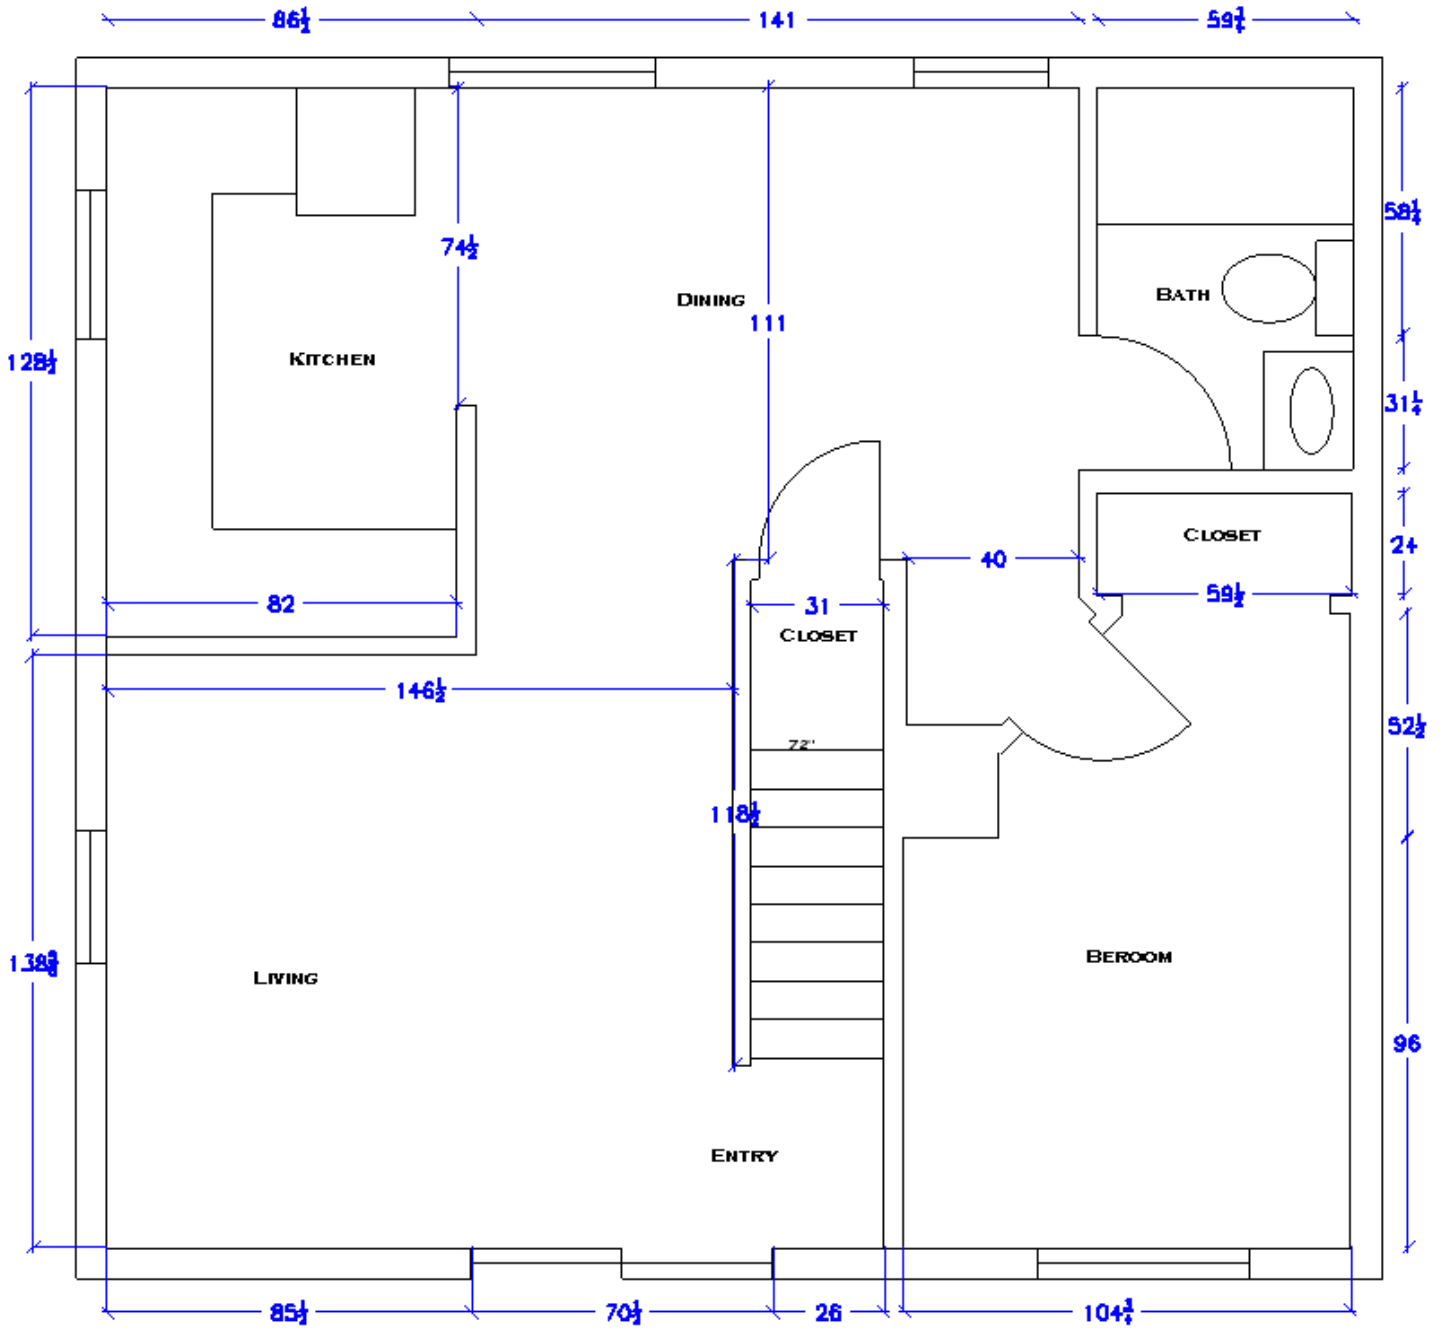 86½
141
59¾
58¼
74½
DINING
BATH
111
KITCHEN
128½
31¼
CLOSET
24
40
59½
82
31
CLOSET
146½
52½
72"
118½
BEROOM
138⅝
LIVING
96
ENTRY
85½
70½
26
104¾